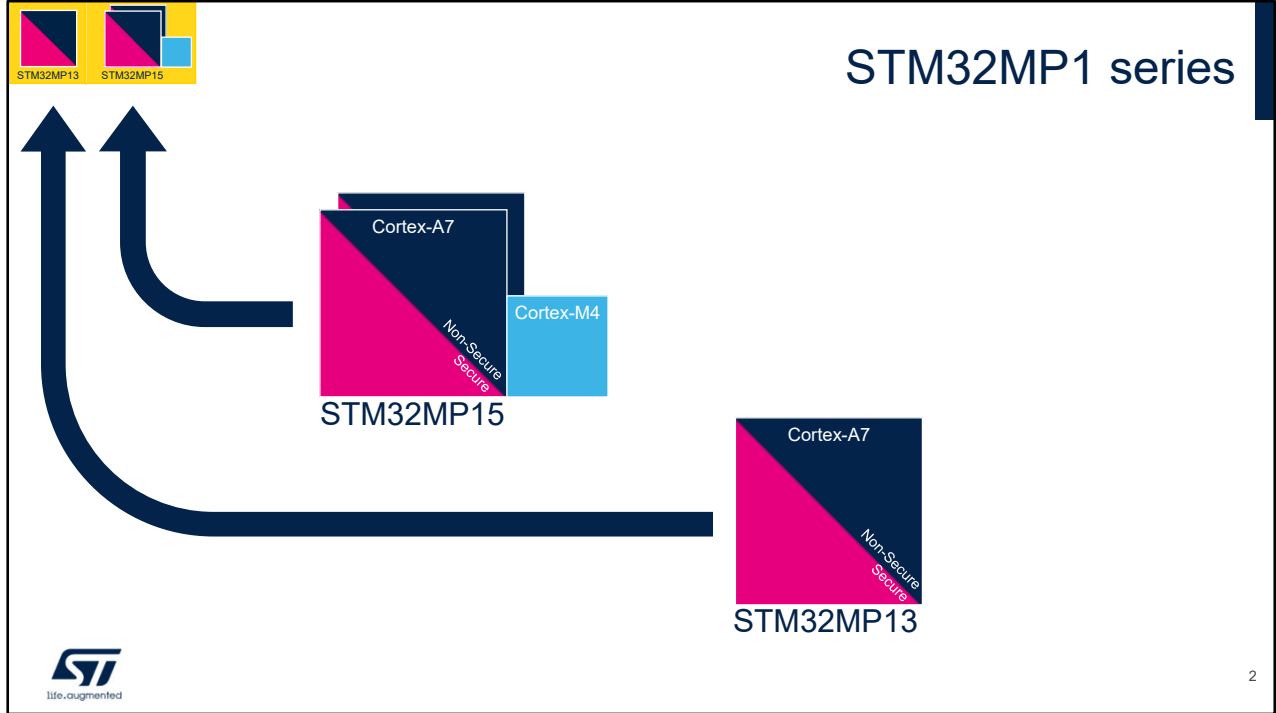 STM32MP13 STM32MP15
STM32MP1 series
Cortex-A7
Cortex-M4
Non-Secure
Secure
STM32MP15
Cortex-A7
Non-Secure
Secure
STM32MP13
ST
life.augmented
2